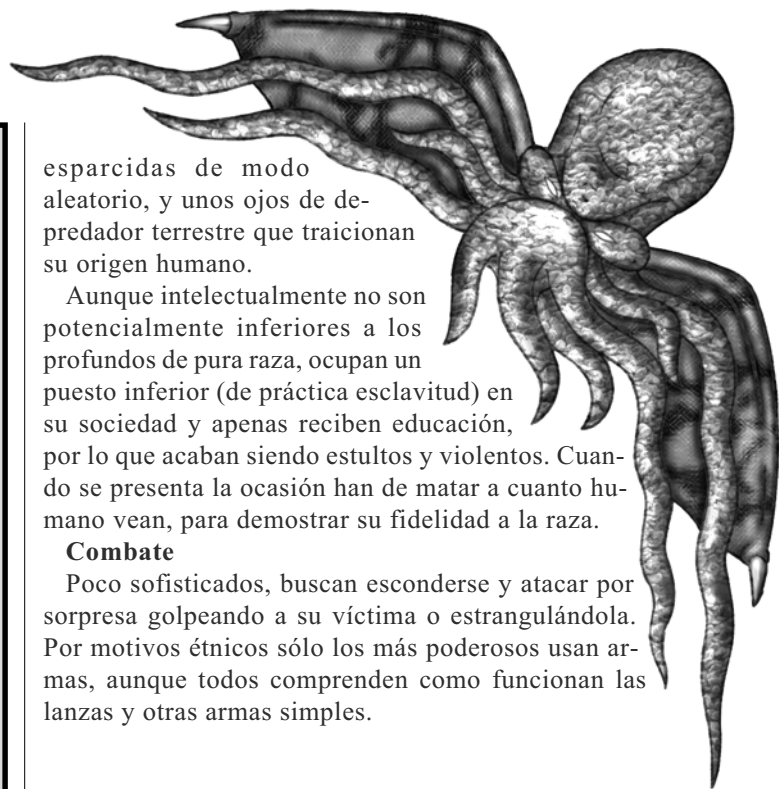 esparcidas de modo
aleatorio, y unos ojos de de-
predador terrestre que traicionan
su origen humano.
Aunque intelectualmente no son
potencialmente inferiores a los
profundos de pura raza, ocupan un
puesto inferior (de práctica esclavitud) en
su sociedad y apenas reciben educación,
por lo que acaban siendo estultos y violentos. Cuan-
do se presenta la ocasión han de matar a cuanto hu-
mano vean, para demostrar su fidelidad a la raza.
Combate
Poco sofisticados, buscan esconderse y atacar por
sorpresa golpeando a su víctima o estrangulándola.
Por motivos étnicos sólo los más poderosos usan ar-
mas, aunque todos comprenden como funcionan las
lanzas y otras armas simples.